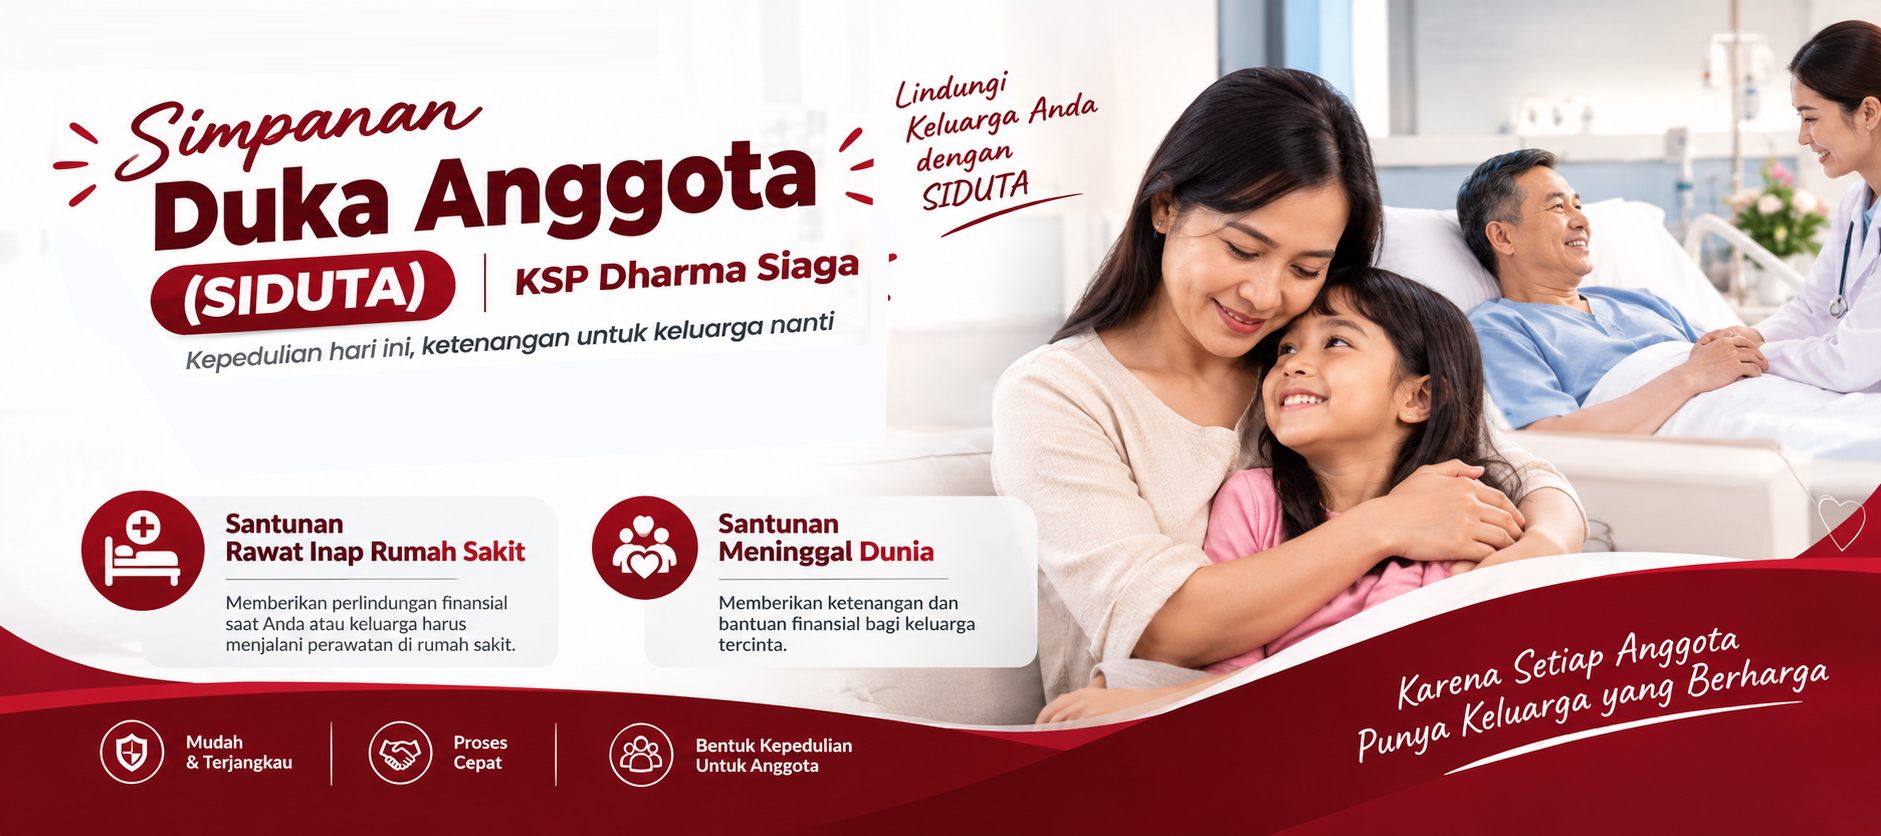 Simpanan
Duka Anggota
(SIDUTA)
KSP Dharma Siaga
Kepedulian hari ini, ketenangan untuk keluarga nanti
Lindungi
Keluarga Anda
dengan
SIDUTA
Santunan
Rawat Inap Rumah Sakit
Memberikan perlindungan finansial
saat Anda atau keluarga harus
menjalani perawatan di rumah sakit.
Santunan
Meninggal Dunia
Memberikan ketenangan dan
bantuan finansial bagi keluarga
tercinta.
Mudah
& Terjangkau
Proses
Cepat
Bentuk Kepedulian
Untuk Anggota
Karena Setiap Anggota
Punya Keluarga yang Berharga